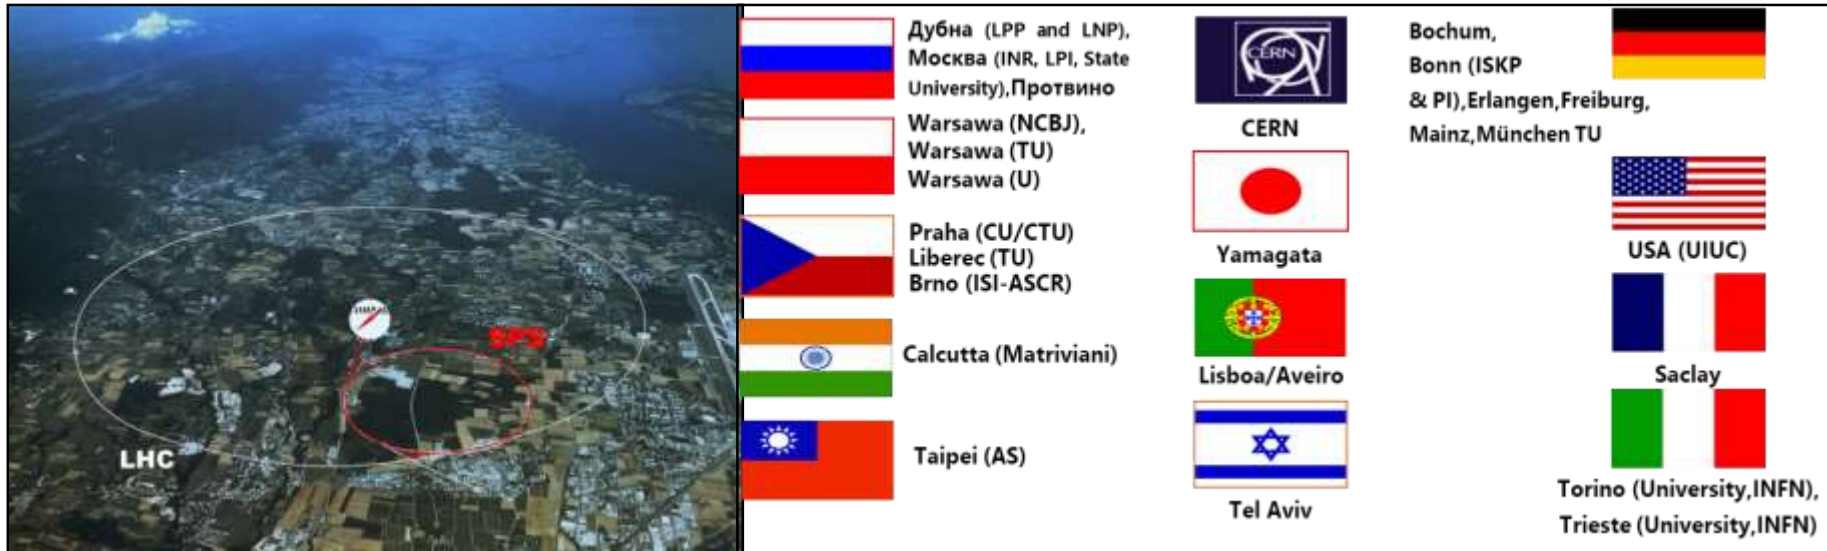 SPS
LHC
Дубна (LPP and LNP),
Москва (INR, LPI, State
University),Протвино
Warsawa (NCBJ),
Warsawa (TU)
Warsawa (U)
Praha (CU/CTU)
Liberec (TU)
Brno (ISI-ASCR)
Calcutta (Matriviani)
Taipei (AS)
CERN
CERN
Yamagata
Lisboa/Aveiro
Tel Aviv
Bochum,
Bonn (ISKP
& PI),Erlangen,Freiburg,
Mainz,München TU
USA (UIUC)
Saclay
Torino (University,INFN),
Trieste (University,INFN)